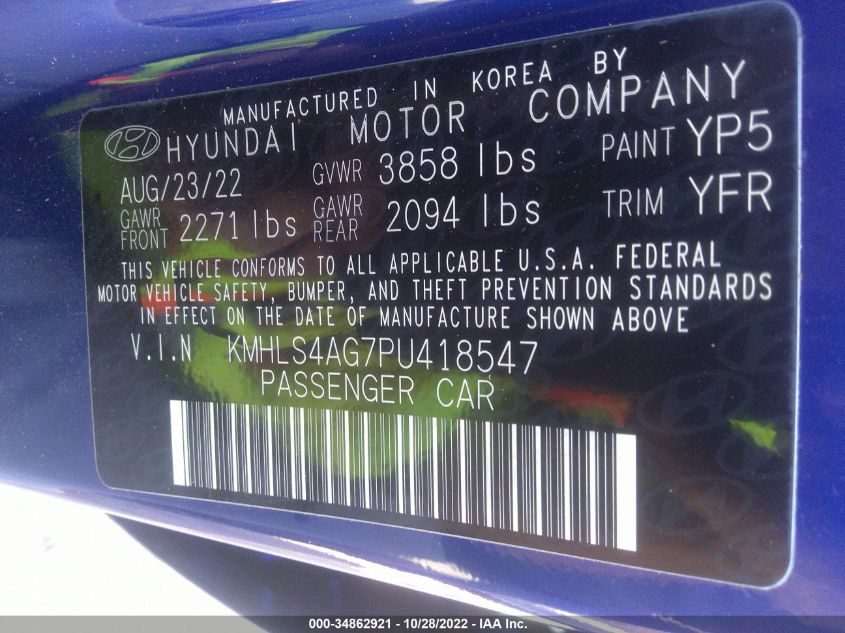 MANUFACTURED IN KOREA BY
HYUNDAI MOTOR COMPANY
AUG/23/22 GVWR 3858 lbs PAINT YP5
GAWR FRONT 2271 lbs GAWR REAR 2094 lbs TRIM YFR
THIS VEHICLE CONFORMS TO ALL APPLICABLE U.S.A. FEDERAL
MOTOR VEHICLE SAFETY, BUMPER, AND THEFT PREVENTION STANDARDS
IN EFFECT ON THE DATE OF MANUFACTURE SHOWN ABOVE
V.I.N KMHLS4AG7PU418547
PASSENGER CAR
000-34862921 / 10/28/2022 - IAA Inc.